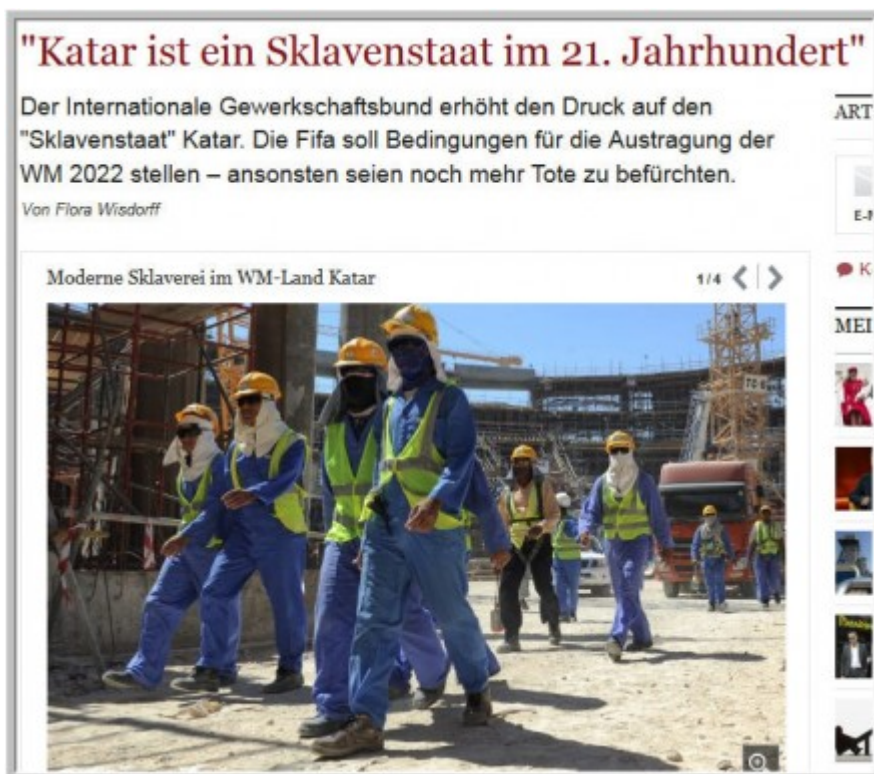 "Katar ist ein Sklavenstaat im 21. Jahrhundert"
Der Internationale Gewerkschaftsbund erhöht den Druck auf den
"Sklavenstaat" Katar. Die Fifa soll Bedingungen für die Austragung der
WM 2022 stellen – ansonsten seien noch mehr Tote zu befürchten.
Von Flora Wisdorff
Moderne Sklaverei im WM-Land Katar
1/4
ART
K
MEI